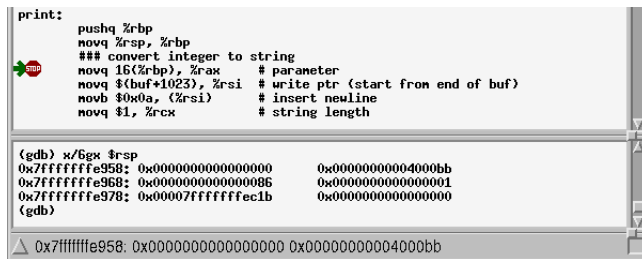 print:
pushq %rbp
movq %rsp, %rbp
### convert integer to string
STOP movq 16(%rbp), %rax # parameter
movq $(buf+1023), %rsi # write ptr (start from end of buf)
movb $0x0a, (%rsi) # insert newline
movq $1, %rcx # string length
(gdb) x/6gx $rsp
0x7fffffffe958: 0x0000000000000000 0x00000000004000bb
0x7fffffffe968: 0x0000000000000086 0x0000000000000001
0x7fffffffe978: 0x00007fffffffec1b 0x0000000000000000
(gdb)
0x7fffffffe958: 0x0000000000000000 0x00000000004000bb